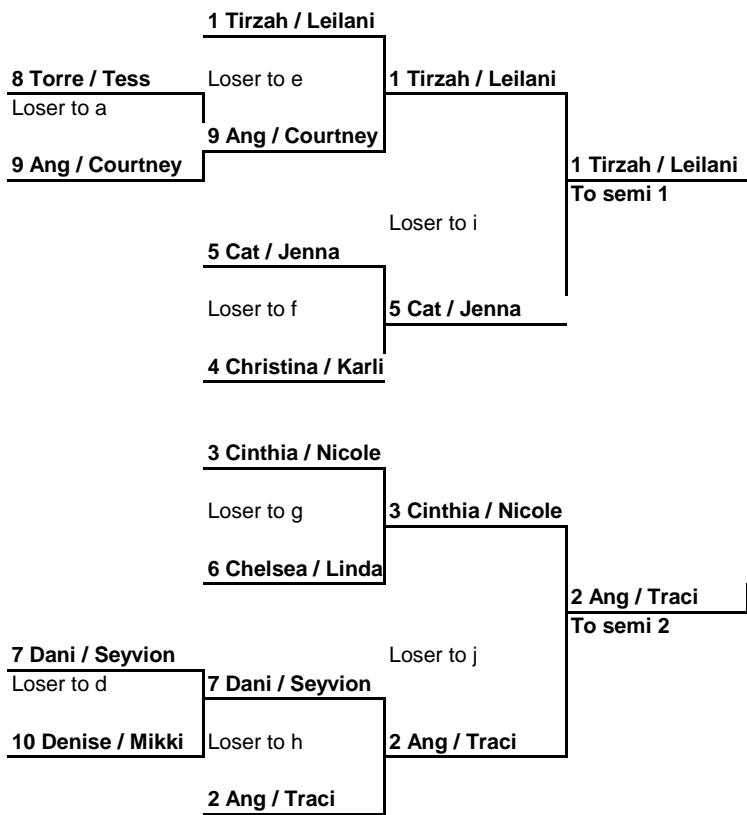 1 Tirzah / Leilani
8 Torre / Tess
Loser to e
1 Tirzah / Leilani
Loser to a
9 Ang / Courtney
9 Ang / Courtney
1 Tirzah / Leilani
To semi 1
Loser to i
5 Cat / Jenna
Loser to f
5 Cat / Jenna
4 Christina / Karli
3 Cinthia / Nicole
Loser to g
3 Cinthia / Nicole
6 Chelsea / Linda
2 Ang / Traci
To semi 2
7 Dani / Seyvion
Loser to j
Loser to d
7 Dani / Seyvion
10 Denise / Mikki
Loser to h
2 Ang / Traci
2 Ang / Traci